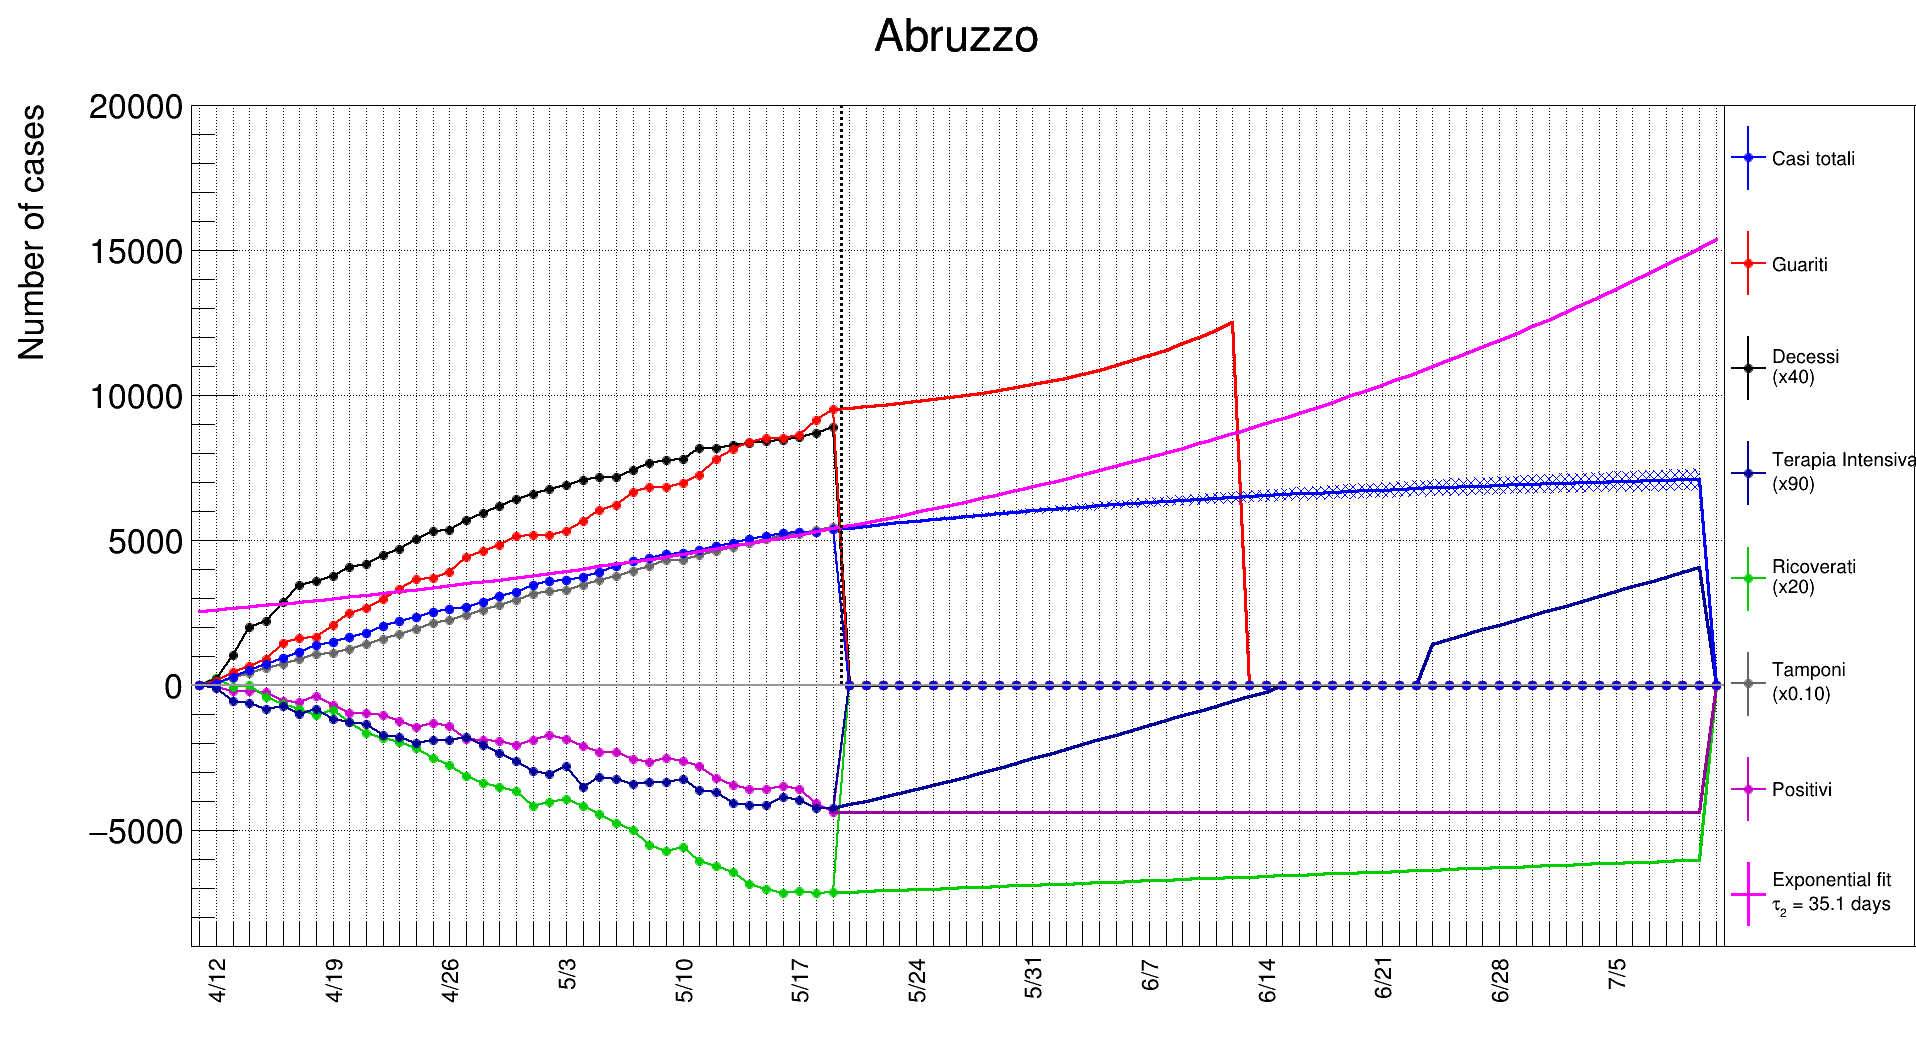 Abruzzo
Number of cases
20000
15000
10000
5000
0
−5000
4/12
4/19
4/26
5/3
5/10
5/17
5/24
5/31
6/7
6/14
6/21
6/28
7/5
Casi totali
Guariti
Decessi
(x40)
Terapia Intensiva
(x90)
Ricoverati
(x20)
Tamponi
(x0.10)
Positivi
Exponential fit
τ2 = 35.1 days